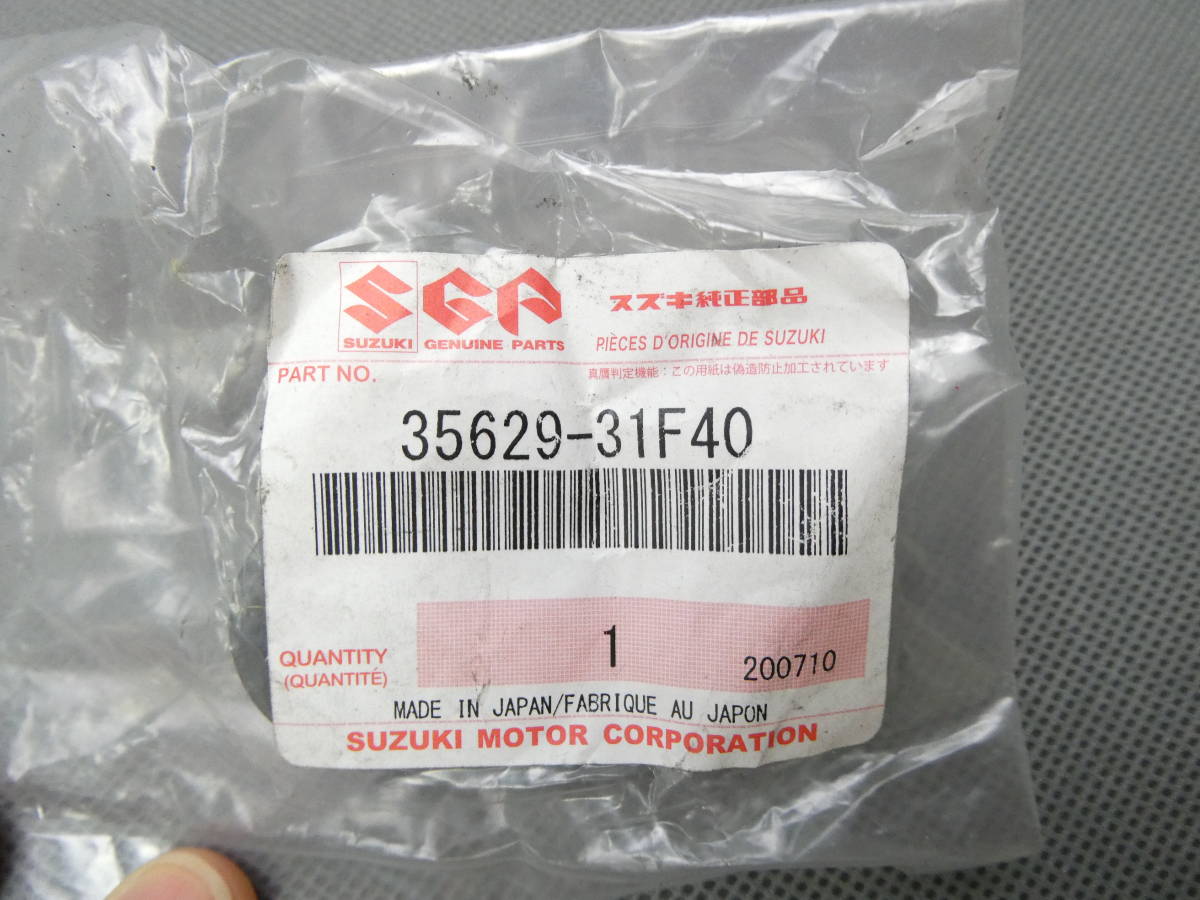 SUZUKI
SGP
GENUINE PARTS
スズキ純正部品
PIÈCES D'ORIGINE DE SUZUKI
PART NO.
真贋判定機能：この用紙は偽造防止加工されています
35629-31F40
QUANTITY
(QUANTITÉ)
1
200710
MADE IN JAPAN/FABRIQUE AU JAPON
SUZUKI MOTOR CORPORATION